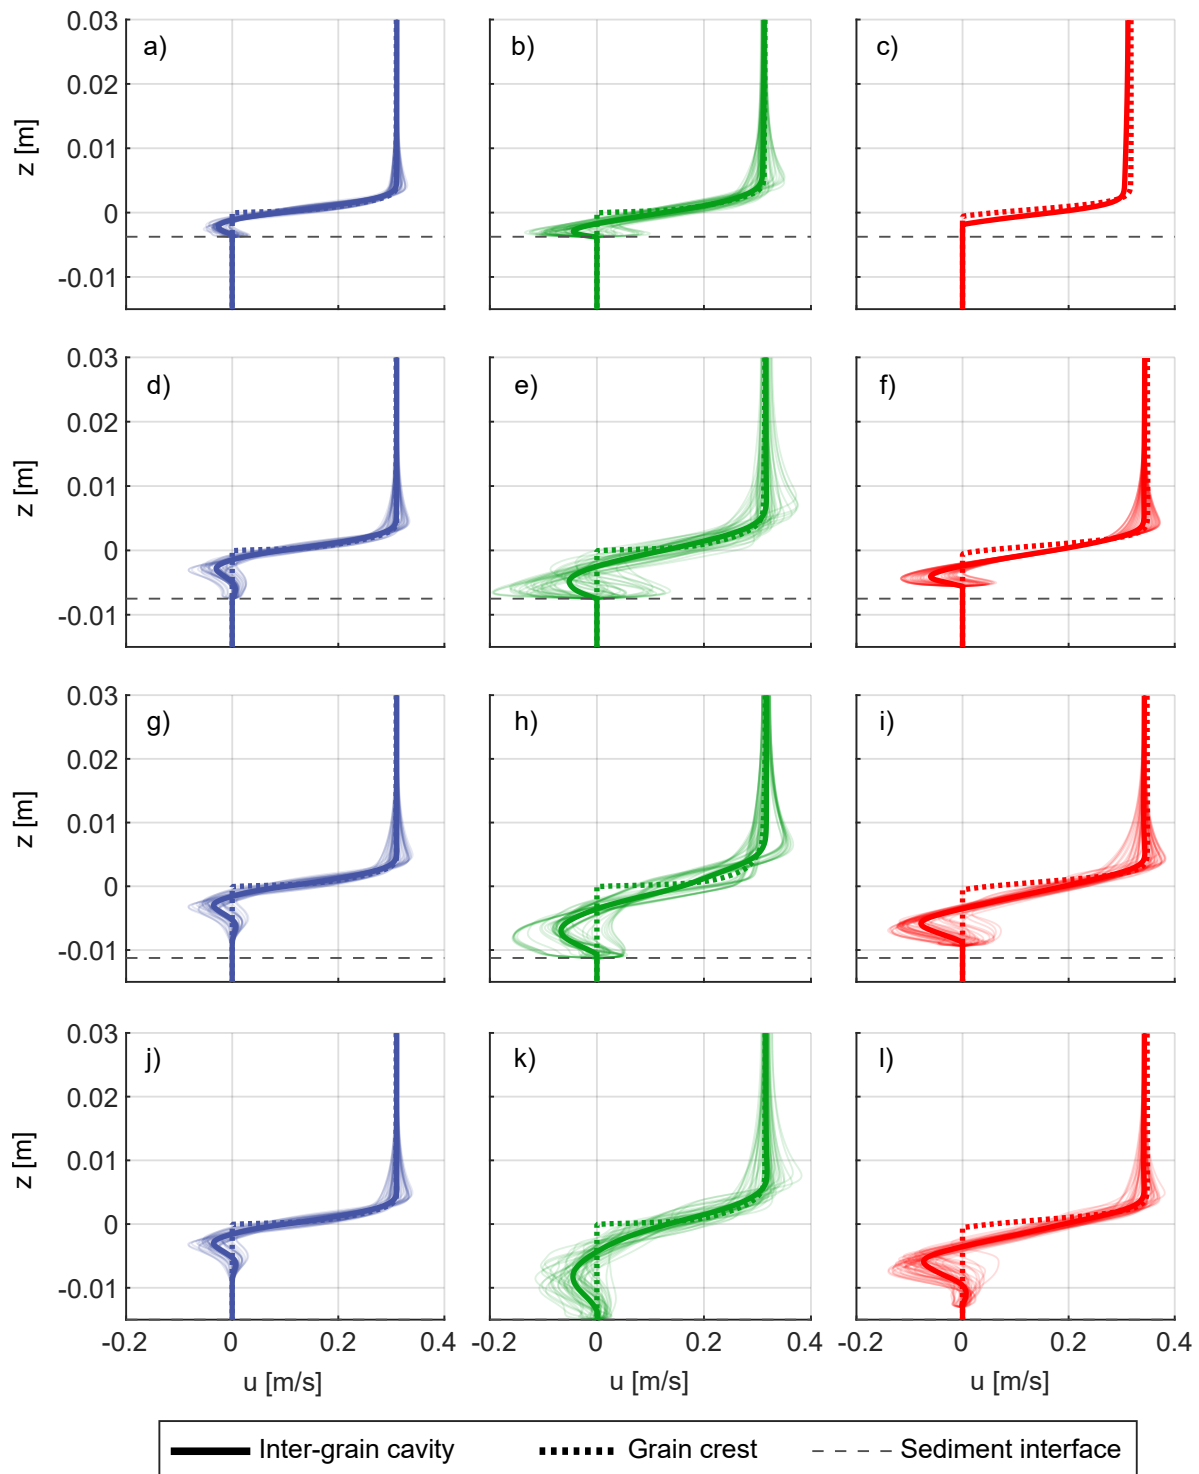 0.03
a)
b)
c)
0.02
z [m]
0.01
0
-0.01
0.03
d)
e)
f)
0.02
z [m]
0.01
0
-0.01
0.03
g)
h)
i)
0.02
z [m]
0.01
0
-0.01
0.03
j)
k)
l)
0.02
z [m]
0.01
0
-0.01
-0.2 0 0.2 0.4 -0.2 0 0.2 0.4 -0.2 0 0.2 0.4
u [m/s] u [m/s] u [m/s]
Inter-grain cavity Grain crest Sediment interface